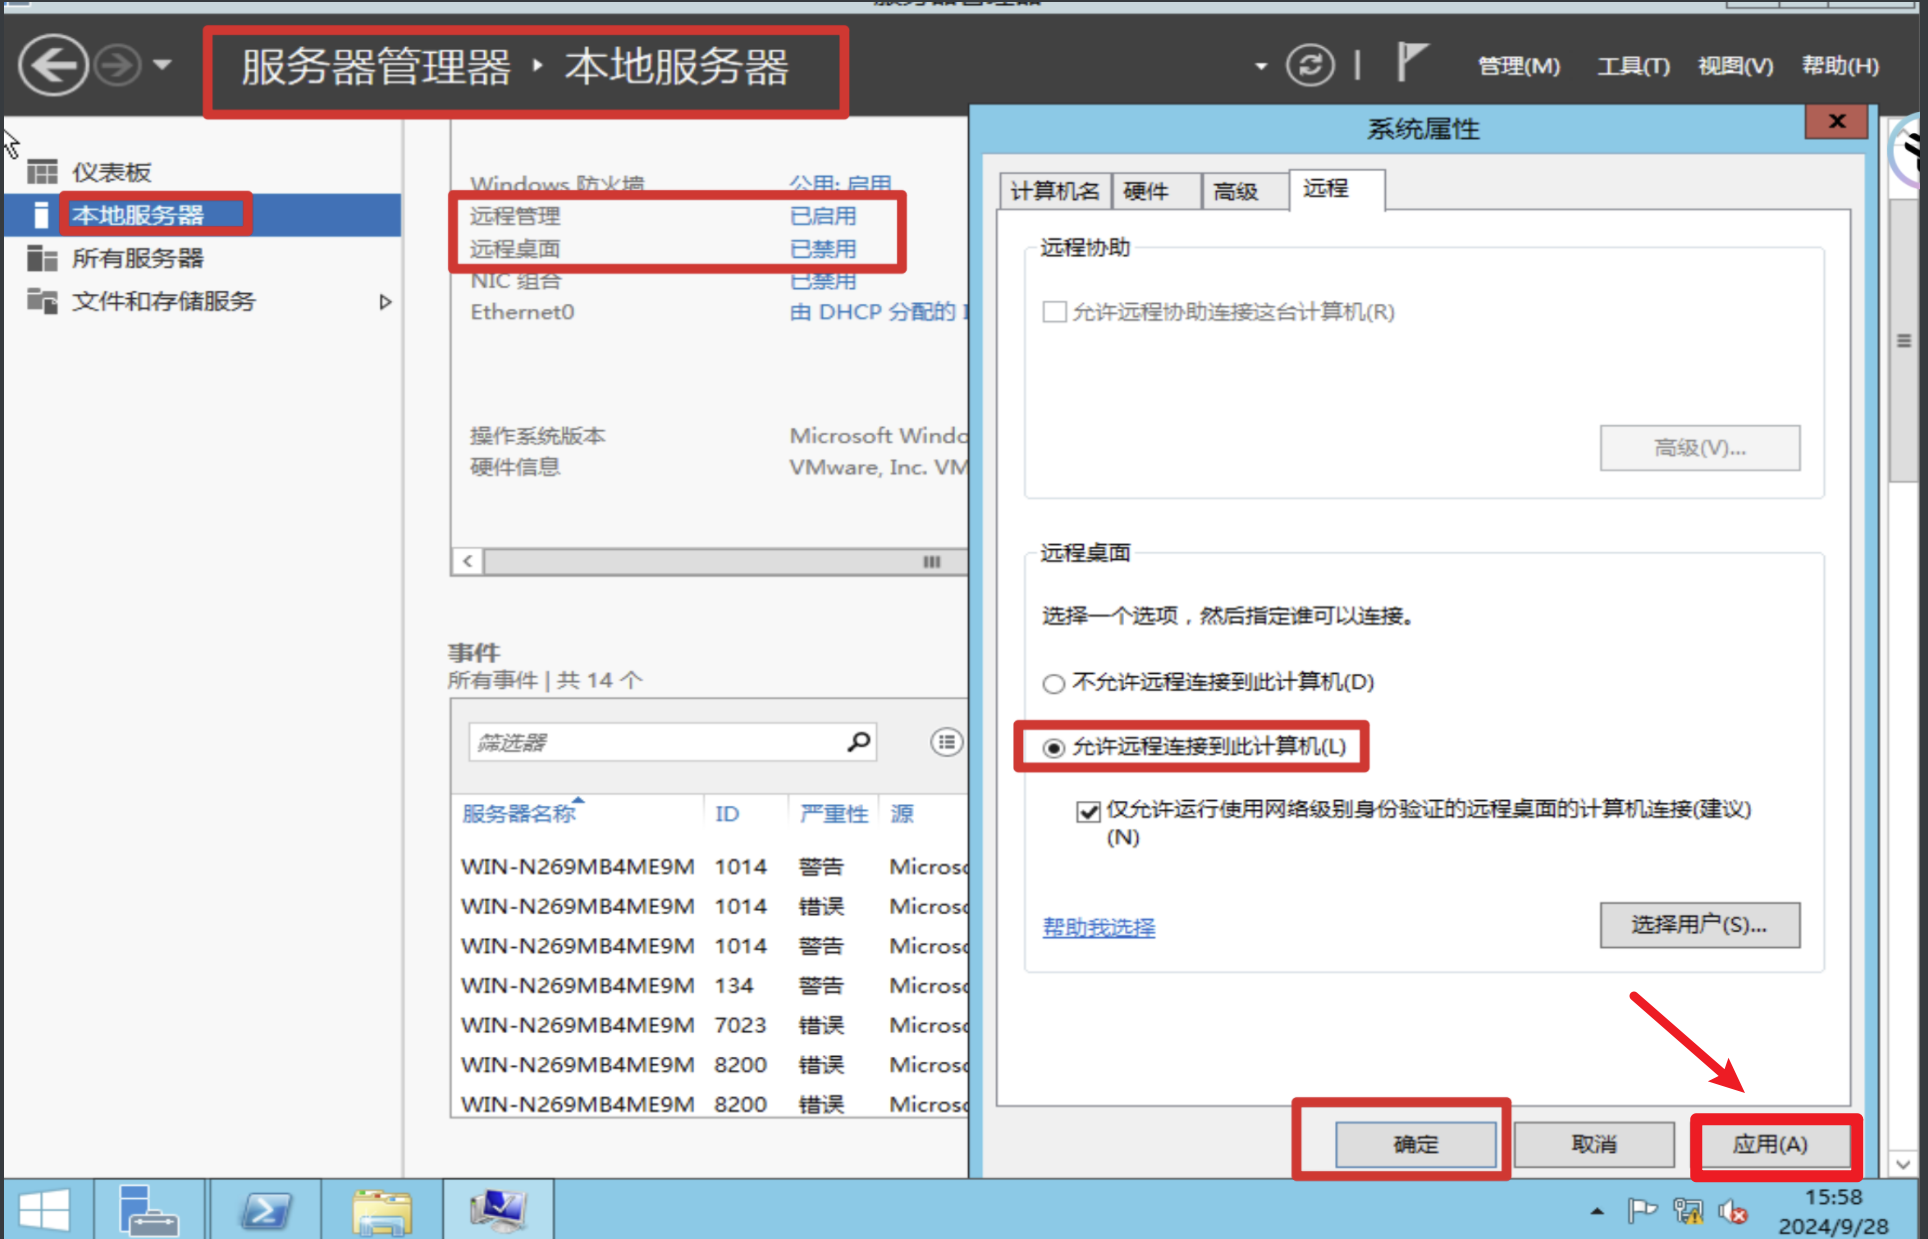 服务器管理器
服务器管理器 ‣ 本地服务器
管理(M) 工具(T) 视图(V) 帮助(H)
仪表板
本地服务器
所有服务器
文件和存储服务
Windows 防火墙 公用: 启用
远程管理 已启用
远程桌面 已禁用
NIC 组合 已禁用
Ethernet0 由 DHCP 分配的
操作系统版本 Microsoft Windo
硬件信息 VMware, Inc. VM
事件
所有事件 | 共 14 个
筛选器
服务器名称 ID 严重性 源
WIN-N269MB4ME9M 1014 警告 Microso
WIN-N269MB4ME9M 1014 错误 Microso
WIN-N269MB4ME9M 1014 警告 Microso
WIN-N269MB4ME9M 134 警告 Microso
WIN-N269MB4ME9M 7023 错误 Microso
WIN-N269MB4ME9M 8200 错误 Microso
WIN-N269MB4ME9M 8200 错误 Microso
系统属性
x
计算机名 硬件 高级 远程
远程协助
允许远程协助连接这台计算机(R)
高级(V)...
远程桌面
选择一个选项，然后指定谁可以连接。
不允许远程连接到此计算机(D)
允许远程连接到此计算机(L)
仅允许运行使用网络级别身份验证的远程桌面的计算机连接(建议)
(N)
帮助我选择
选择用户(S)...
确定 取消 应用(A)
15:58
2024/9/28